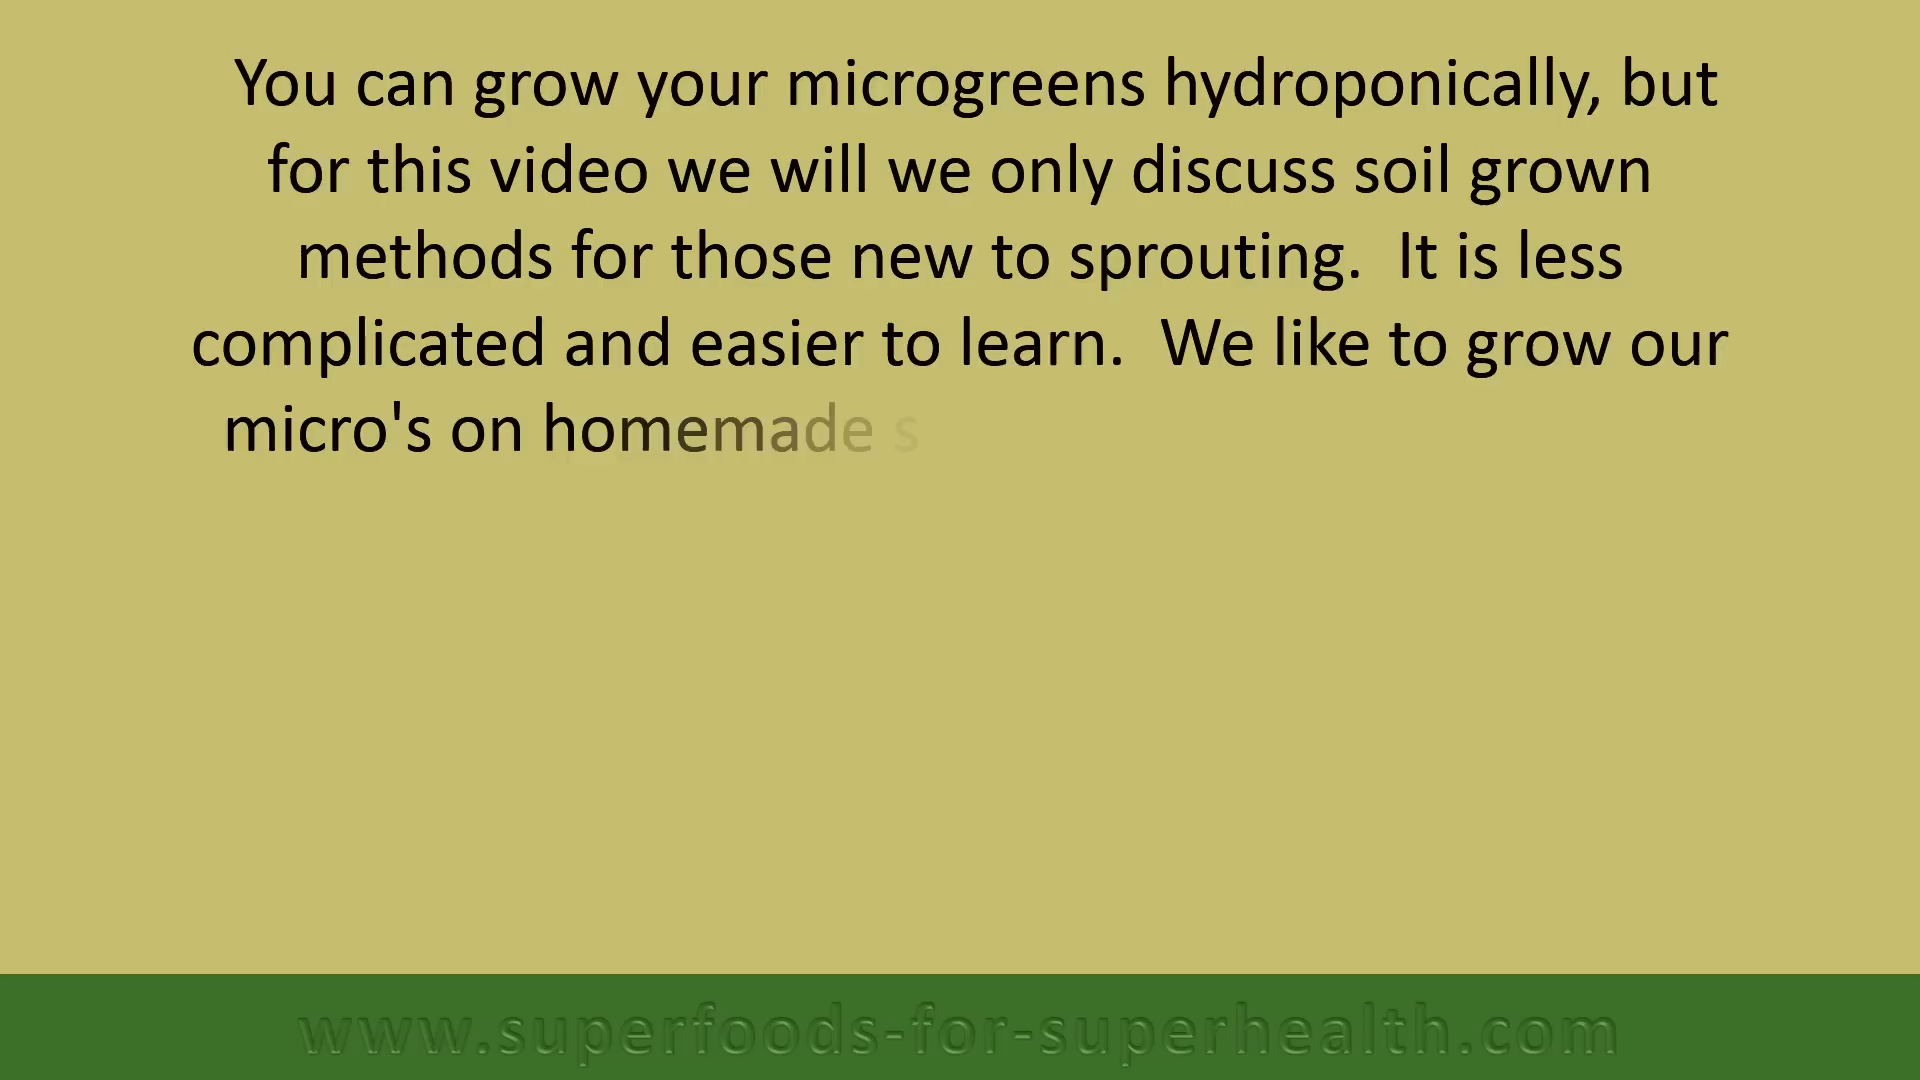 You can grow your microgreens hydroponically, but
for this video we will we only discuss soil grown
methods for those new to sprouting.  It is less
complicated and easier to learn.  We like to grow our
micro's on homemade s
www.superfoods-for-superhealth.com